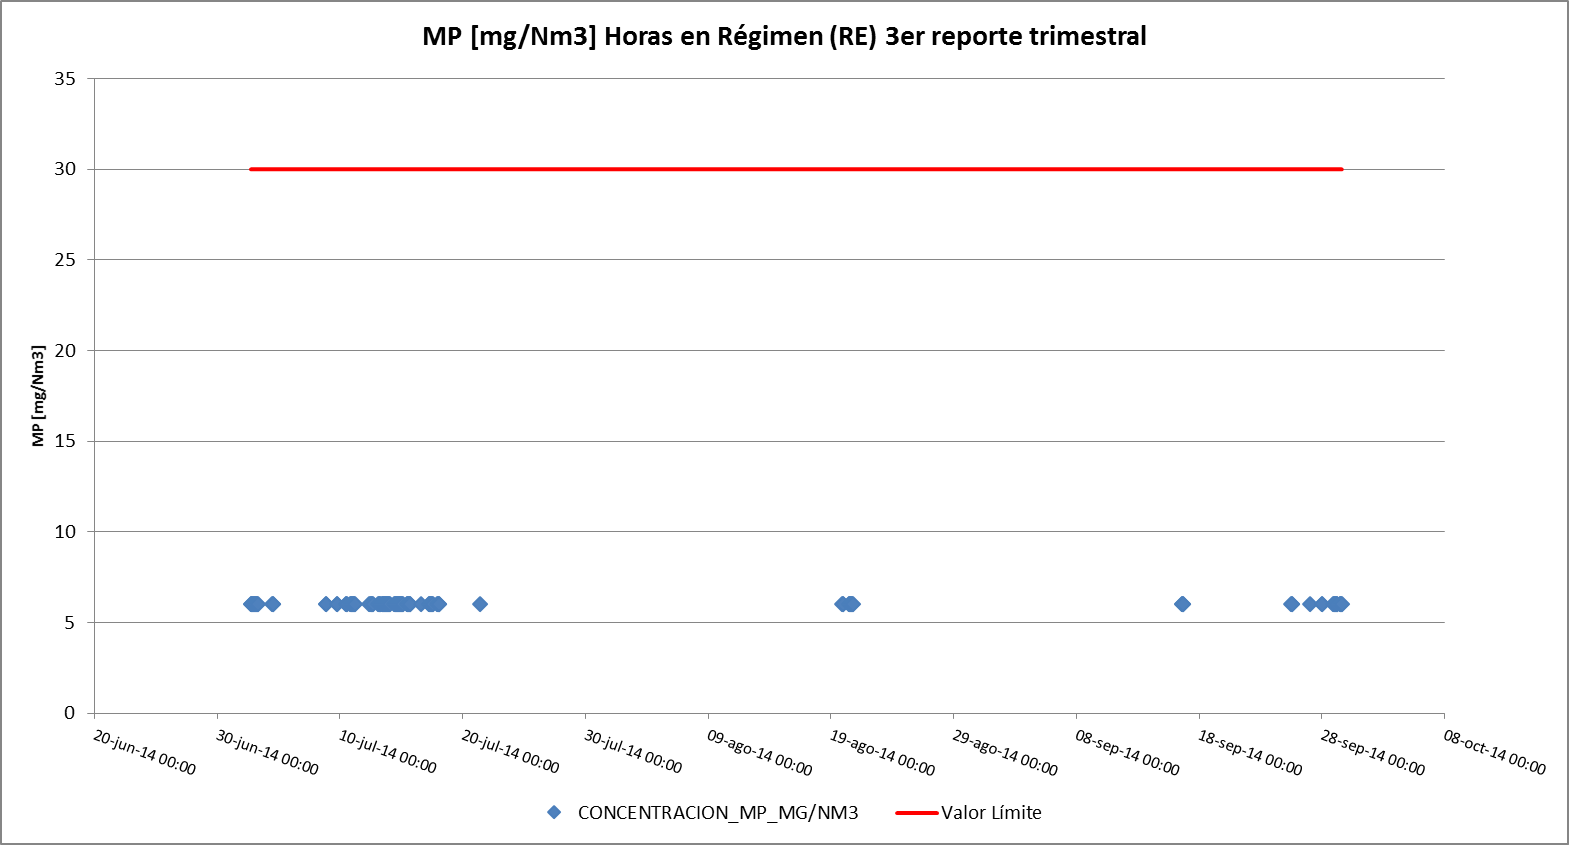 MP [mg/Nm3] Horas en Régimen (RE) 3er reporte trimestral
35
30
25
20
15
10
5
0
MP [mg/Nm3]
20-jun-14 00:00
30-jun-14 00:00
10-jul-14 00:00
20-jul-14 00:00
30-jul-14 00:00
09-ago-14 00:00
19-ago-14 00:00
29-ago-14 00:00
08-sep-14 00:00
18-sep-14 00:00
28-sep-14 00:00
08-oct-14 00:00
CONCENTRACION_MP_MG/NM3
Valor Límite